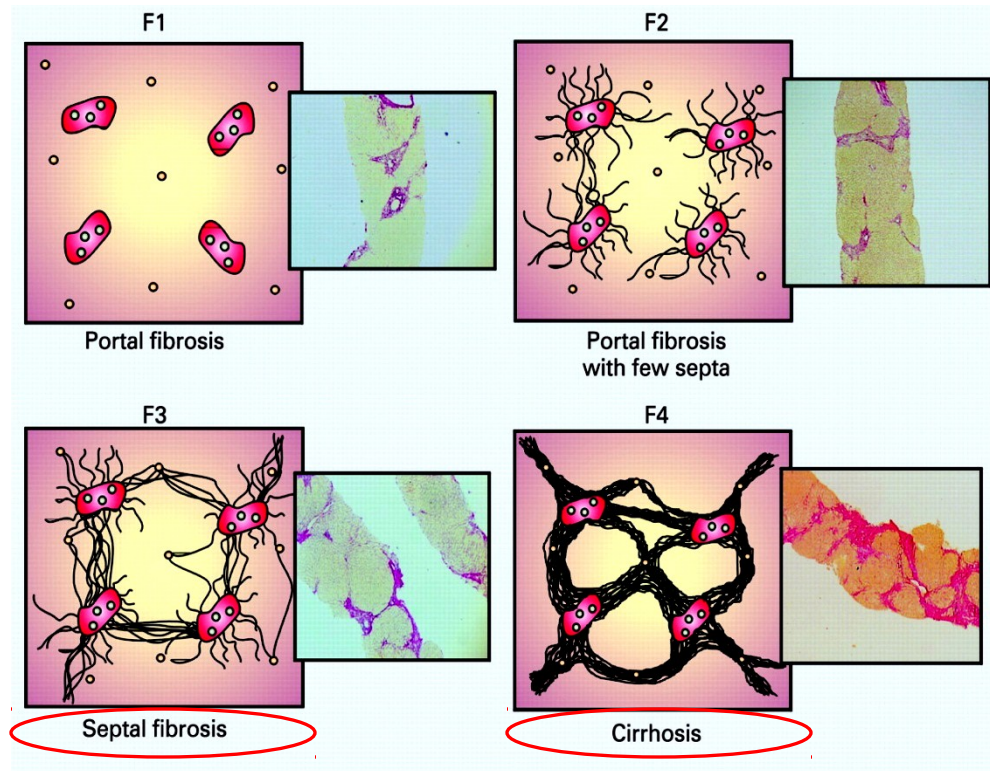 F1
F2
Portal fibrosis
Portal fibrosis
with few septa
F3
F4
Septal fibrosis
Cirrhosis